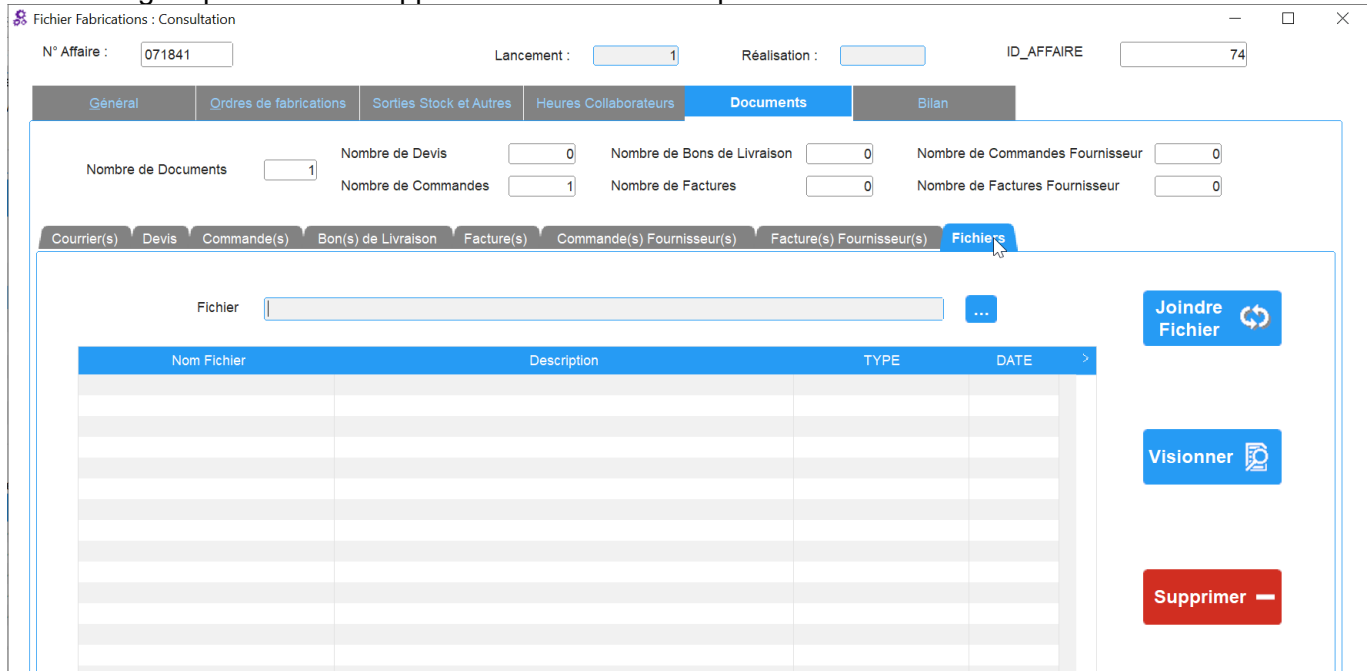 Fichier Fabrications : Consultation
N° Affaire : 071841 Lancement : 1 Réalisation : ID_AFFAIRE 74
Général Ordres de fabrications Sorties Stock et Autres Heures Collaborateurs Documents Bilan
Nombre de Documents 1
Nombre de Devis 0 Nombre de Bons de Livraison 0 Nombre de Commandes Fournisseur 0
Nombre de Commandes 1 Nombre de Factures 0 Nombre de Factures Fournisseur 0
Courrier(s) Devis Commande(s) Bon(s) de Livraison Facture(s) Commande(s) Fournisseur(s) Facture(s) Fournisseur(s) Fichiers
Fichier ...
Joindre
Fichier
Nom Fichier Description TYPE DATE >
Visionner
Supprimer